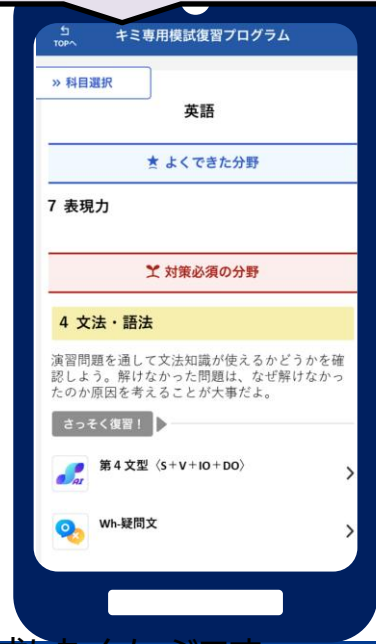 TOPへ
キミ専用模試復習プログラム
» 科目選択
英語
よくできた分野
7 表現力
対策必須の分野
4 文法・語法
演習問題を通して文法知識が使えるかどうかを確
認しよう。解けなかった問題は、なぜ解けなかっ
たのか原因を考えることが大事だよ。
さっそく復習！
AI
第4文型〈S+V+IO+DO〉
Wh-疑問文